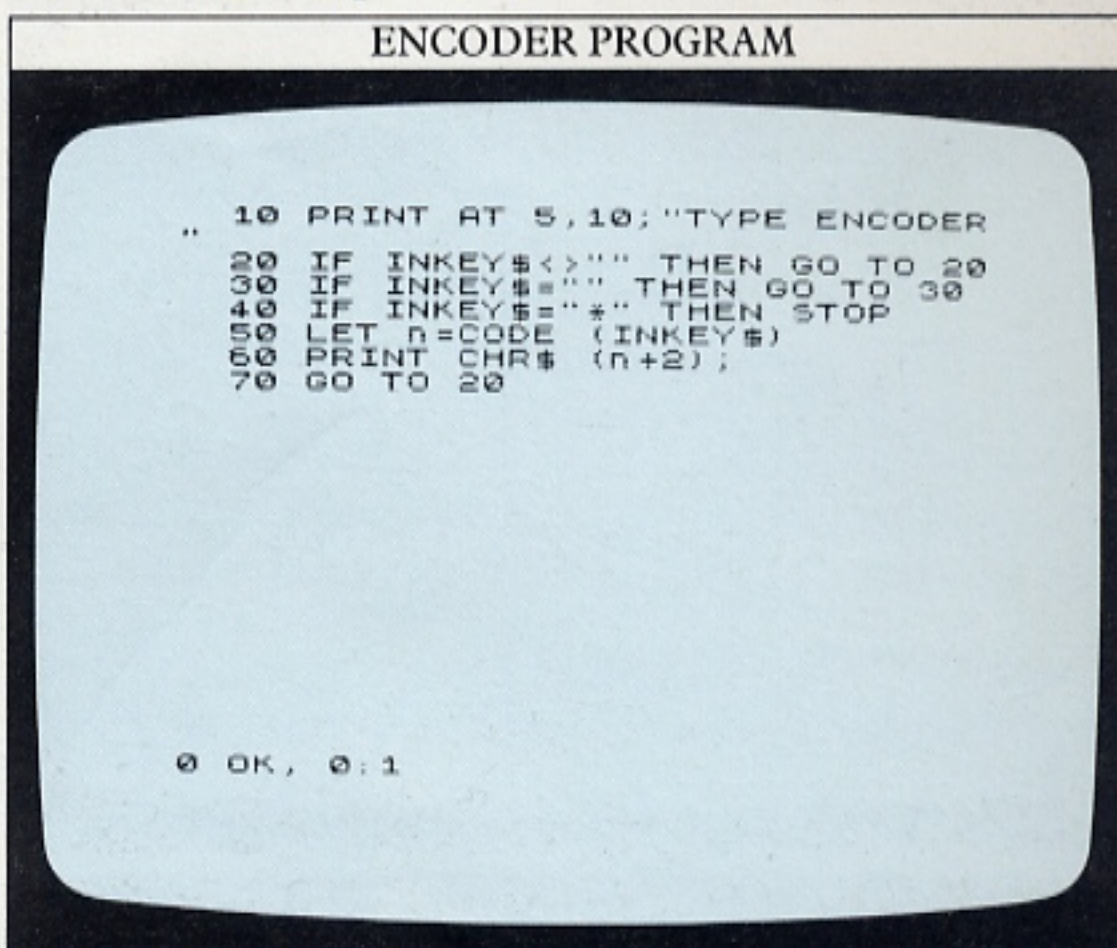 ENCODER PROGRAM
10 PRINT AT 5,10;"TYPE ENCODER
"
20 IF INKEY$<>"" THEN GO TO 20
30 IF INKEY$="" THEN GO TO 30
40 IF INKEY$="*" THEN STOP
50 LET n=CODE (INKEY$)
60 PRINT CHR$ (n+2);
70 GO TO 20
0 OK, 0:1